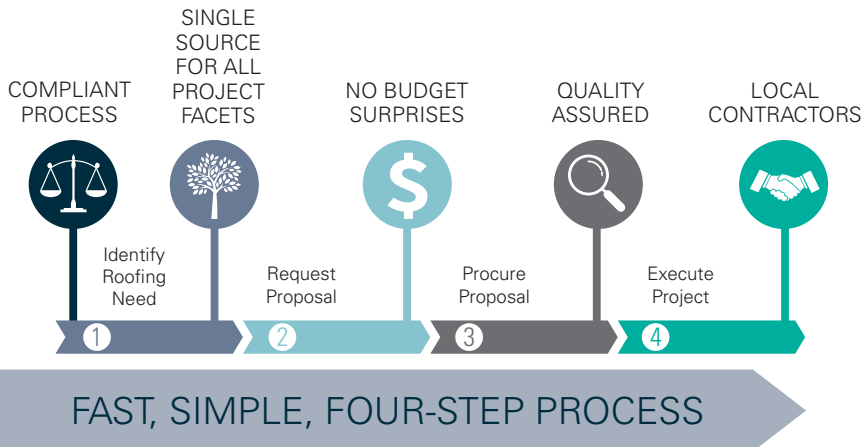 COMPLIANT
PROCESS
SINGLE
SOURCE
FOR ALL
PROJECT
FACETS
NO BUDGET
SURPRISES
QUALITY
ASSURED
LOCAL
CONTRACTORS
$
Identify
Roofing
Need
Request
Proposal
Procure
Proposal
Execute
Project
1
2
3
4
FAST, SIMPLE, FOUR-STEP PROCESS